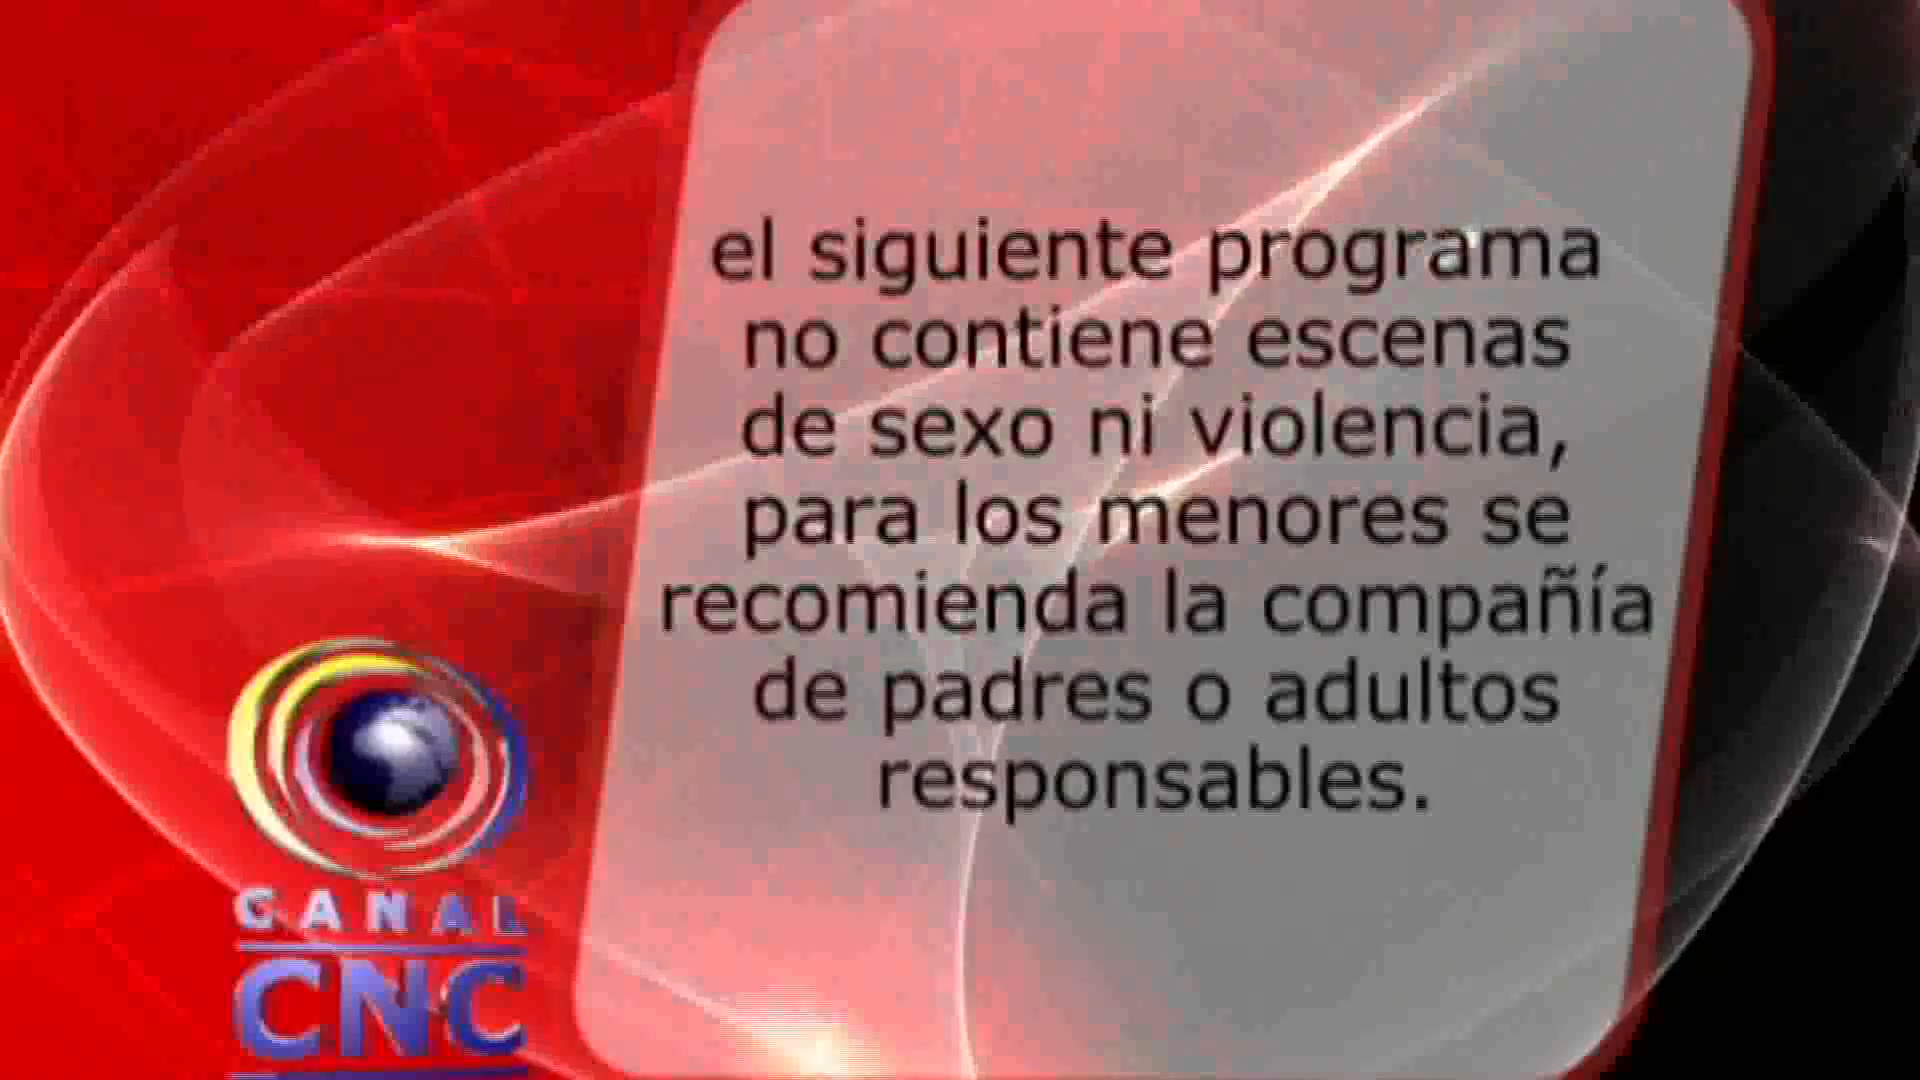 el siguiente programa
no contiene escenas
de sexo ni violencia,
para los menores se
recomienda la compañía
de padres o adultos
responsables.
CANAL
CNC